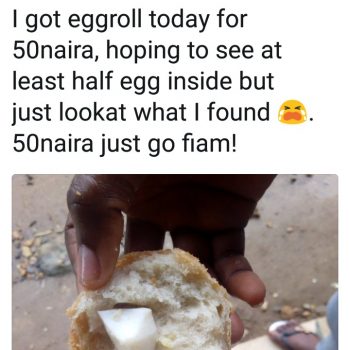 I got eggroll today for
50naira, hoping to see at
least half egg inside but
just lookat what I found 😫.
50naira just go fiam!